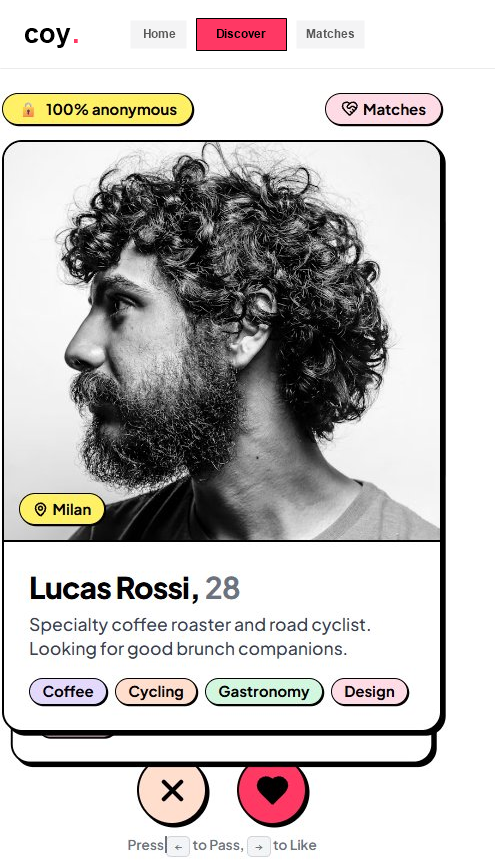 coy.
Home
Discover
Matches
100% anonymous
Matches
Milan
Lucas Rossi, 28
Specialty coffee roaster and road cyclist.
Looking for good brunch companions.
Coffee
Cycling
Gastronomy
Design
Press ← to Pass, → to Like